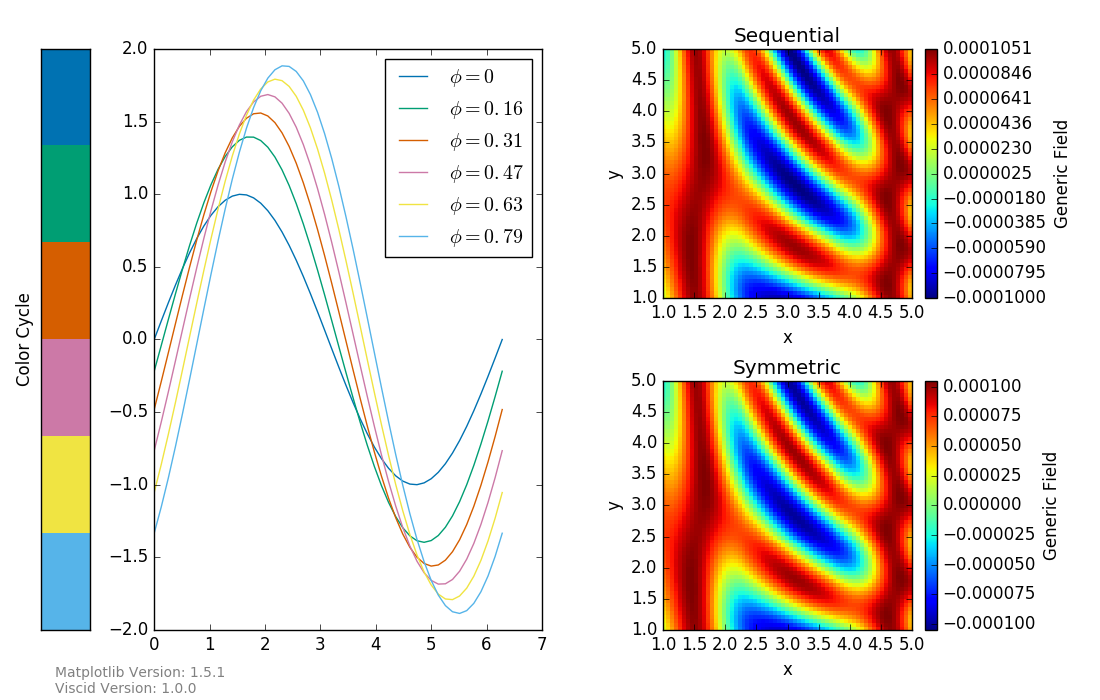 Color Cycle
2.0
1.5
1.0
0.5
0.0
−0.5
−1.0
−1.5
−2.0
0 1 2 3 4 5 6 7
ϕ = 0
ϕ = 0.16
ϕ = 0.31
ϕ = 0.47
ϕ = 0.63
ϕ = 0.79
Sequential
y
5.0
4.5
4.0
3.5
3.0
2.5
2.0
1.5
1.0
1.0 1.5 2.0 2.5 3.0 3.5 4.0 4.5 5.0
x
0.0001051
0.0000846
0.0000641
0.0000436
0.0000230
0.0000025
−0.0000180
−0.0000385
−0.0000590
−0.0000795
−0.0001000
Generic Field
Symmetric
y
5.0
4.5
4.0
3.5
3.0
2.5
2.0
1.5
1.0
1.0 1.5 2.0 2.5 3.0 3.5 4.0 4.5 5.0
x
0.000100
0.000075
0.000050
0.000025
0.000000
−0.000025
−0.000050
−0.000075
−0.000100
Generic Field
Matplotlib Version: 1.5.1
Viscid Version: 1.0.0